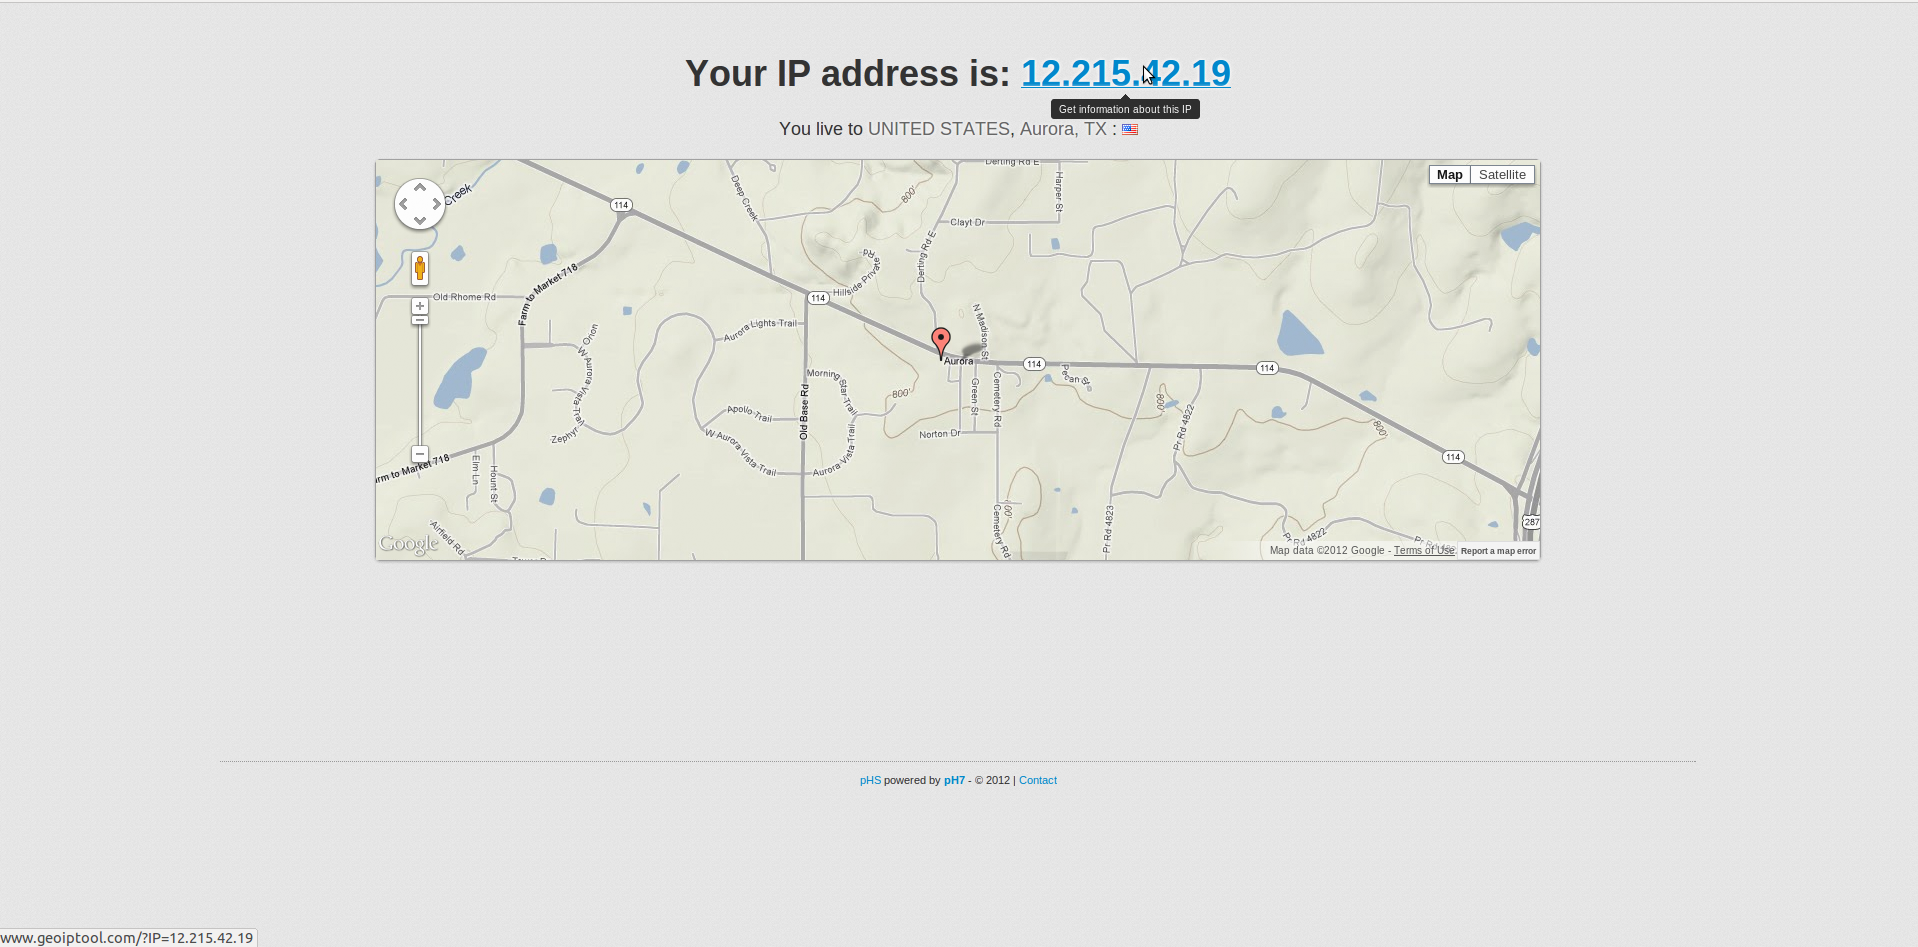 Your IP address is: 12.215.42.19
Get information about this IP
You live to UNITED STATES, Aurora, TX :
Map Satellite
Creek
Deep Creek
Derting Rd E
Harper St
800'
114
Clayt Dr
Derting Rd E
Farm to Market 718
Hillside Private Rd
Old Rhome Rd
114
N Madison St
Orion
Aurora Lights Trail
W Aurora Vista Trail
Aurora
114
114
Pecan St
Morning Star Trail
Green St
Cemetery Rd
800'
800'
Old Base Rd
Apollo Trail
Pr Rd 4822
800'
Zephyr
W Aurora Vista Trail
Aurora Vista Trail
Norton Dr
114
Elm Ln
Hount St
Cemetery Rd
Pr Rd 4823
287
Airfield Rd
Pr Rd 4822
Google
Map data ©2012 Google - Terms of Use
Report a map error
pHS powered by pH7 - © 2012 | Contact
www.geoiptool.com/?IP=12.215.42.19